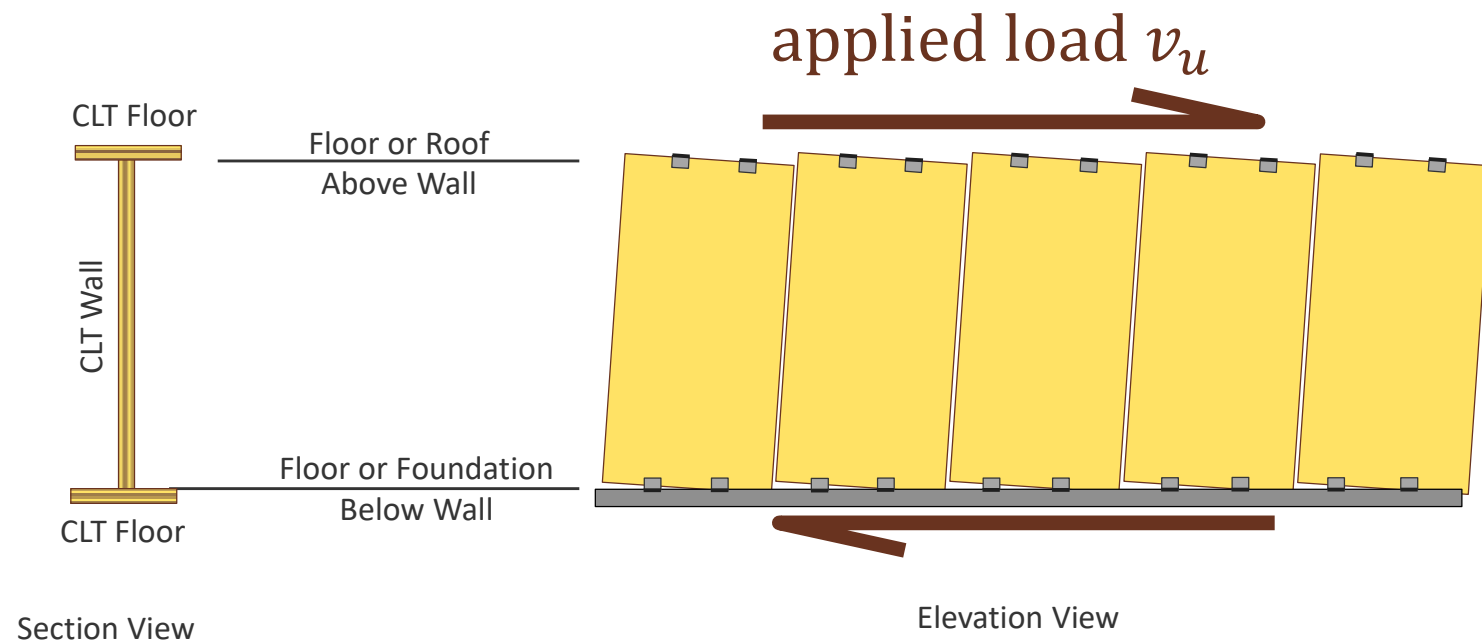 applied load vᵤ
CLT Floor
Floor or Roof
Above Wall
CLT Wall
Floor or Foundation
Below Wall
CLT Floor
Section View
Elevation View